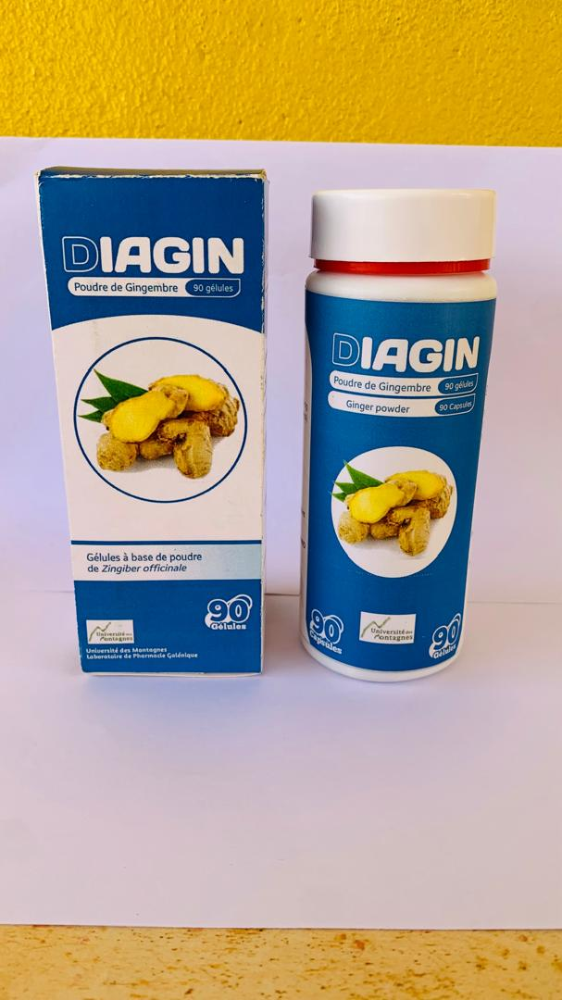 DIAGIN
Poudre de Gingembre 90 gélules
Gélules à base de poudre
de Zingiber officinale
90
Gélules
Université des
Montagnes
Université des Montagnes
Laboratoire de Pharmacie Galénique
DIAGIN
Poudre de Gingembre 90 gélules
Ginger powder 90 Capsules
90
Capsules
Université des
Montagnes
90
Gélules